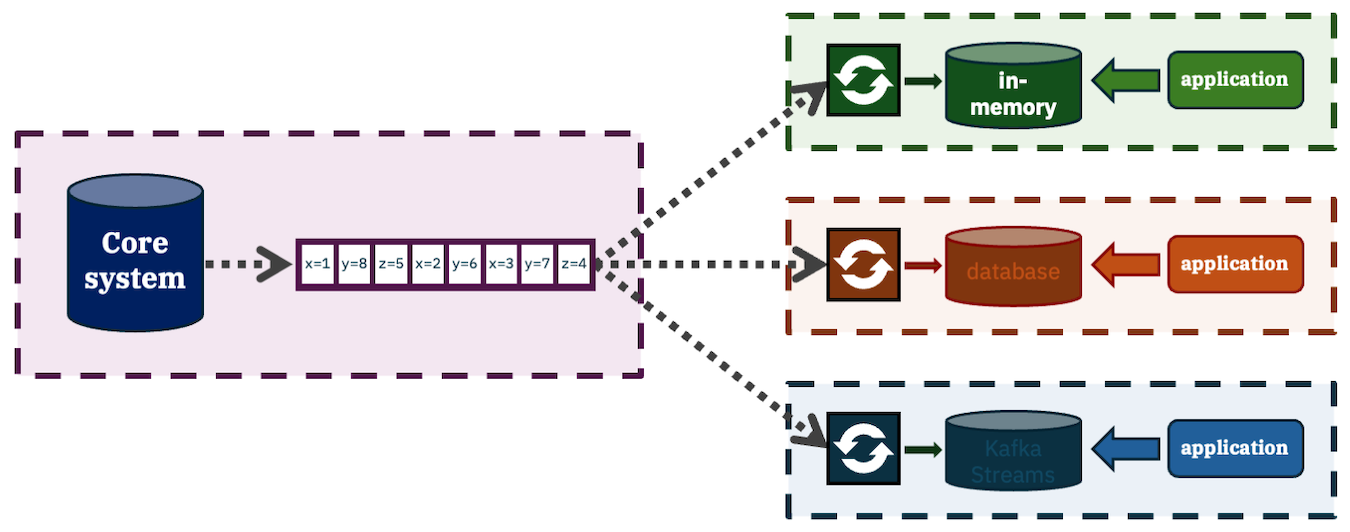 Core
system
x=1 y=8 z=5 x=2 y=6 x=3 y=7 z=4
in-
memory
application
database
application
Kafka
Streams
application